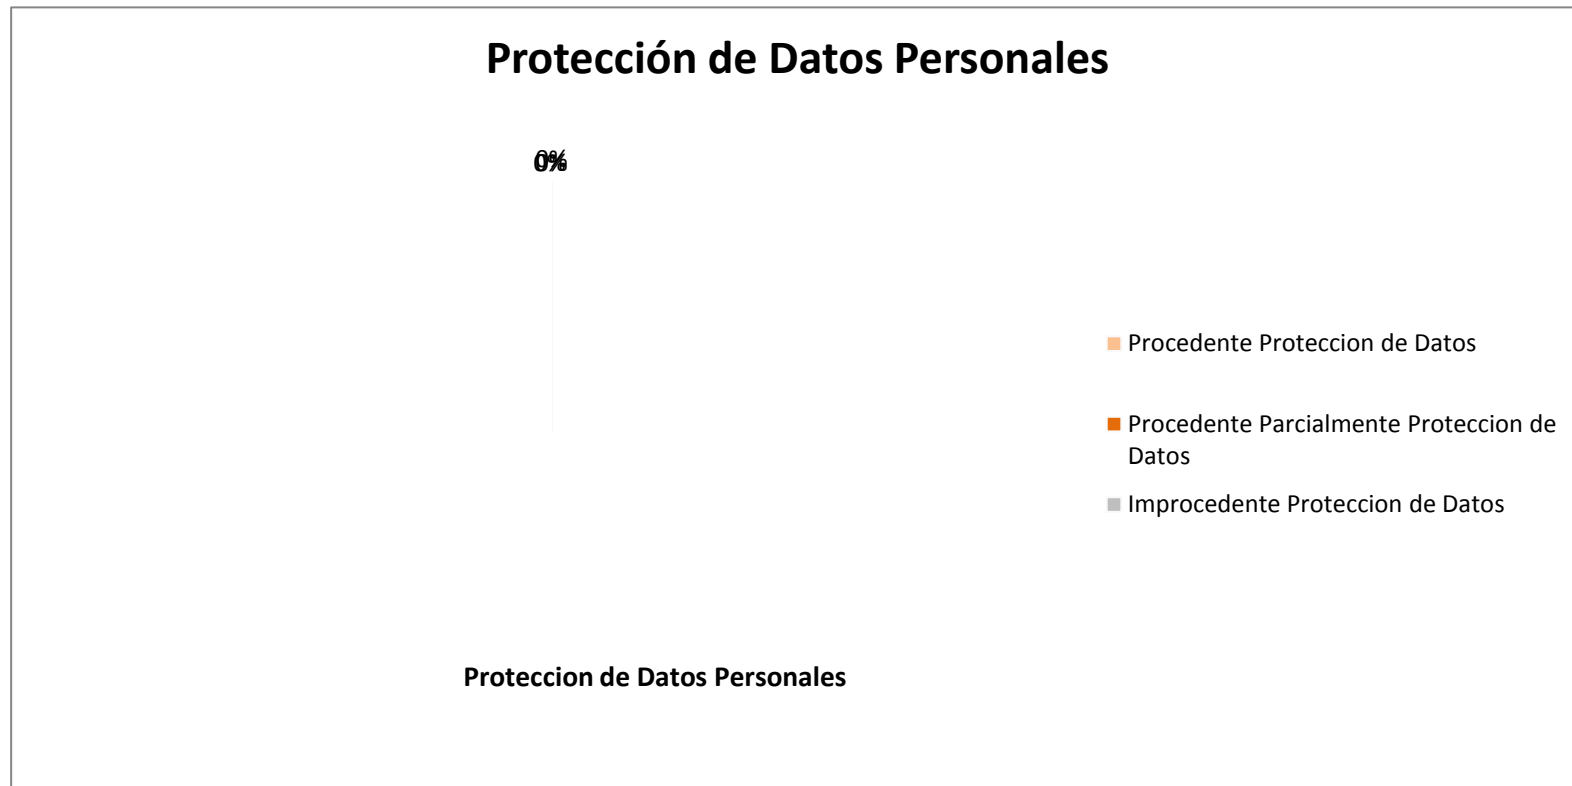 Protección de Datos Personales
0%
0%
Procedente Proteccion de Datos
Procedente Parcialmente Proteccion de
Datos
Improcedente Proteccion de Datos
Proteccion de Datos Personales